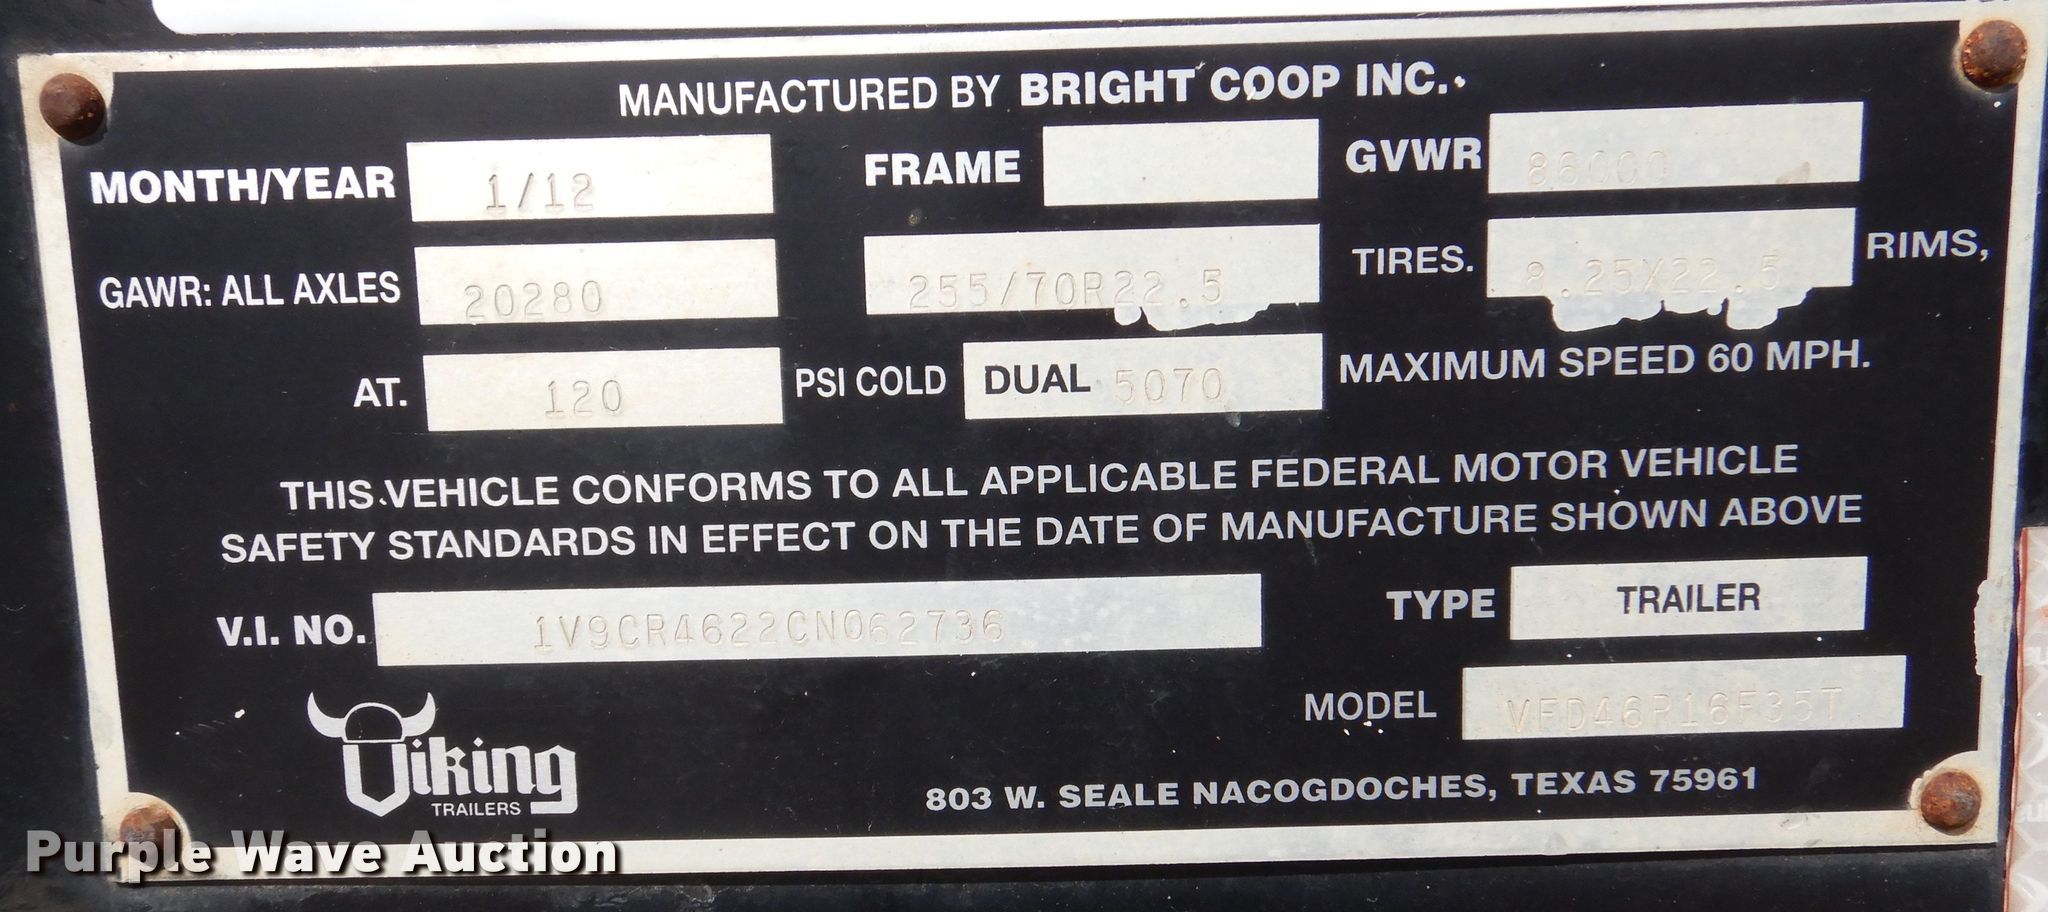 MANUFACTURED BY BRIGHT COOP INC.
MONTH/YEAR 1/12 FRAME GVWR 86000
GAWR: ALL AXLES 20280 255/70R22.5 TIRES. 8.25X22.5 RIMS,
AT. 120 PSI COLD DUAL 5070 MAXIMUM SPEED 60 MPH.
THIS VEHICLE CONFORMS TO ALL APPLICABLE FEDERAL MOTOR VEHICLE
SAFETY STANDARDS IN EFFECT ON THE DATE OF MANUFACTURE SHOWN ABOVE
V.I. NO. 1V9CR4622CN062736 TYPE TRAILER
MODEL VFD46R16F35T
Viking
TRAILERS
803 W. SEALE NACOGDOCHES, TEXAS 75961
Purple Wave Auction